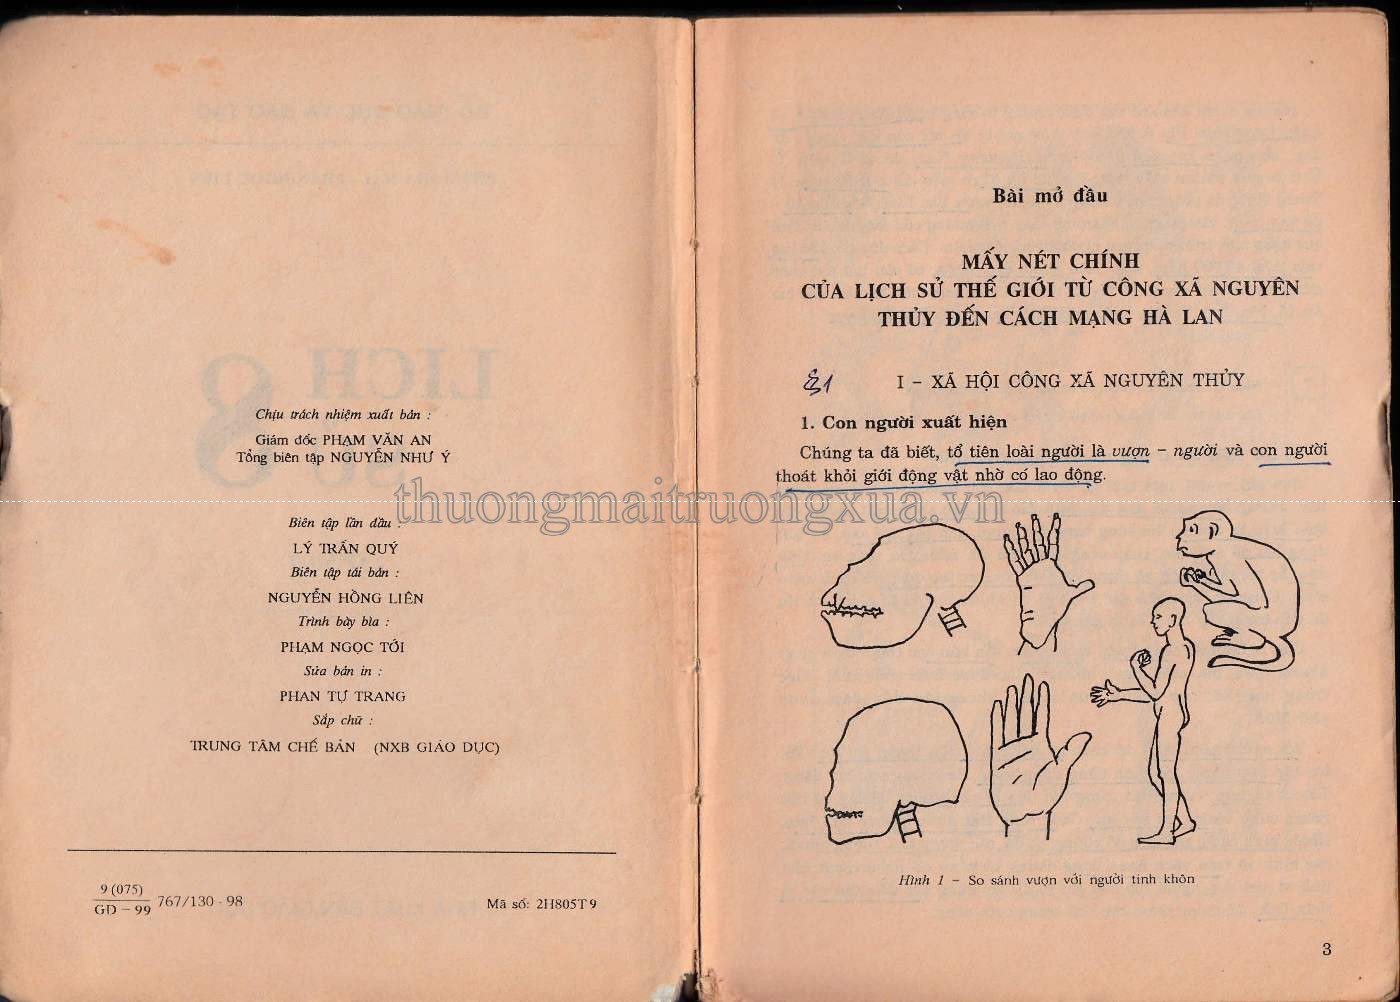 Chịu trách nhiệm xuất bản :
Giám đốc PHẠM VĂN AN
Tổng biên tập NGUYỄN NHƯ Ý
Biên tập lần đầu :
LÝ TRẦN QUÝ
Biên tập tái bản :
NGUYỄN HỒNG LIÊN
Trình bày bìa :
PHẠM NGỌC TỚI
Sửa bản in :
PHAN TỰ TRANG
Sắp chữ :
TRUNG TÂM CHẾ BẢN (NXB GIÁO DỤC)
9 (075)
GD – 99
767/130 - 98
Mã số: 2H805T9
thuongmaitruongxua.vn
Bài mở đầu
MẤY NÉT CHÍNH
CỦA LỊCH SỬ THẾ GIỚI TỪ CÔNG XÃ NGUYÊN
THỦY ĐẾN CÁCH MẠNG HÀ LAN
I – XÃ HỘI CÔNG XÃ NGUYÊN THỦY
1. Con người xuất hiện
Chúng ta đã biết, tổ tiên loài người là vượn – người và con người
thoát khỏi giới động vật nhờ có lao động.
Hình 1 – So sánh vượn với người tinh khôn
3